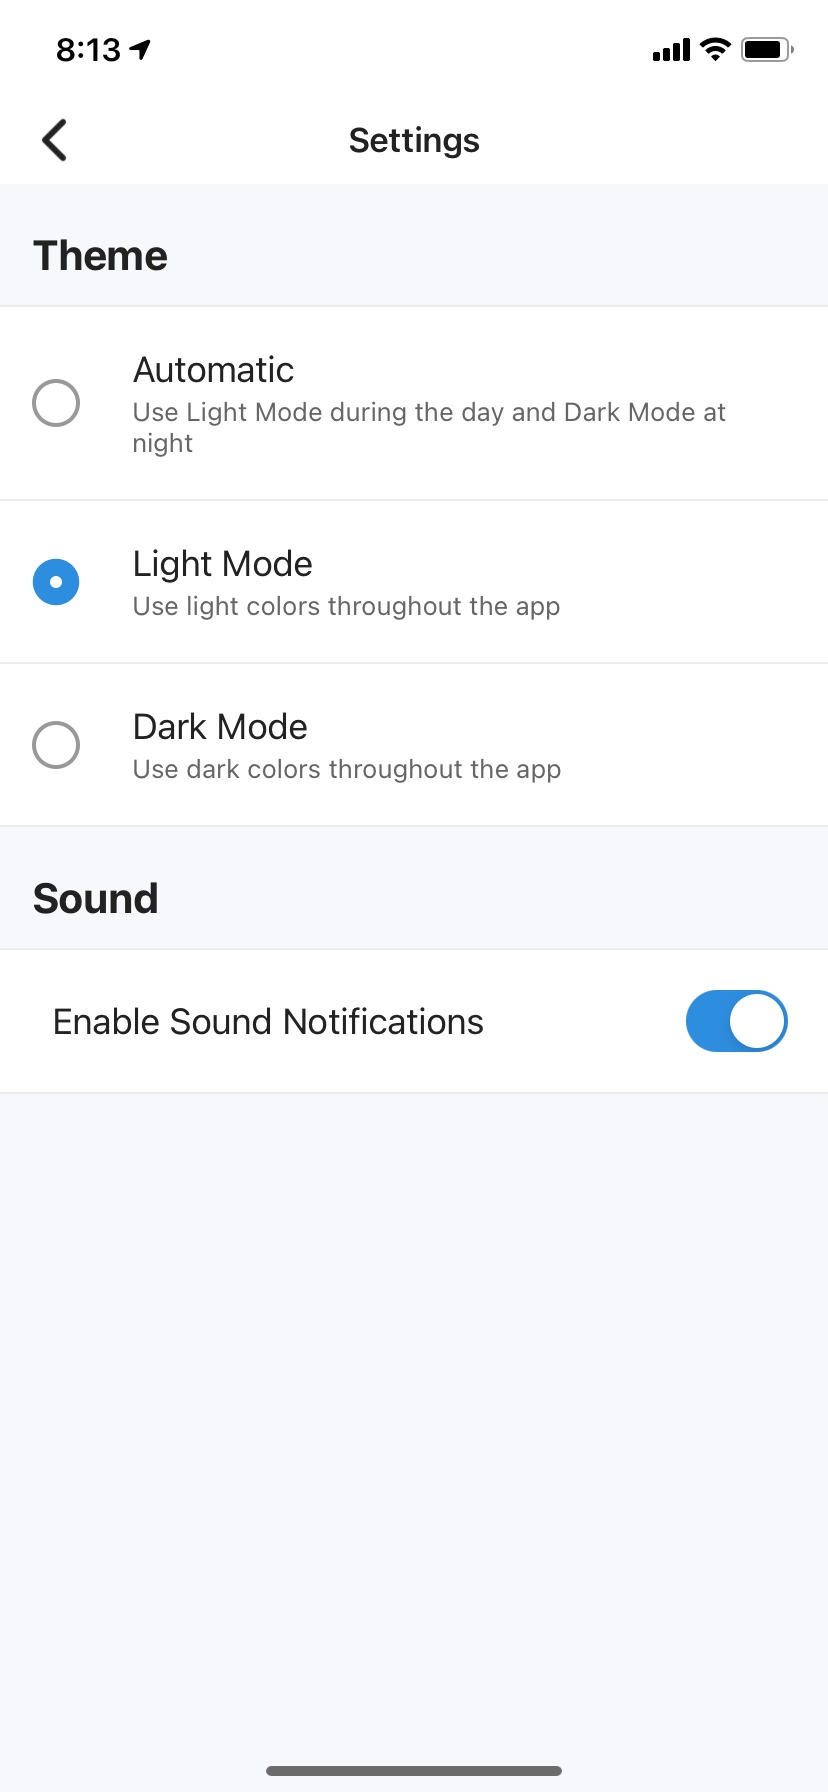 8:13
Settings
Theme
Automatic
Use Light Mode during the day and Dark Mode at
night
Light Mode
Use light colors throughout the app
Dark Mode
Use dark colors throughout the app
Sound
Enable Sound Notifications